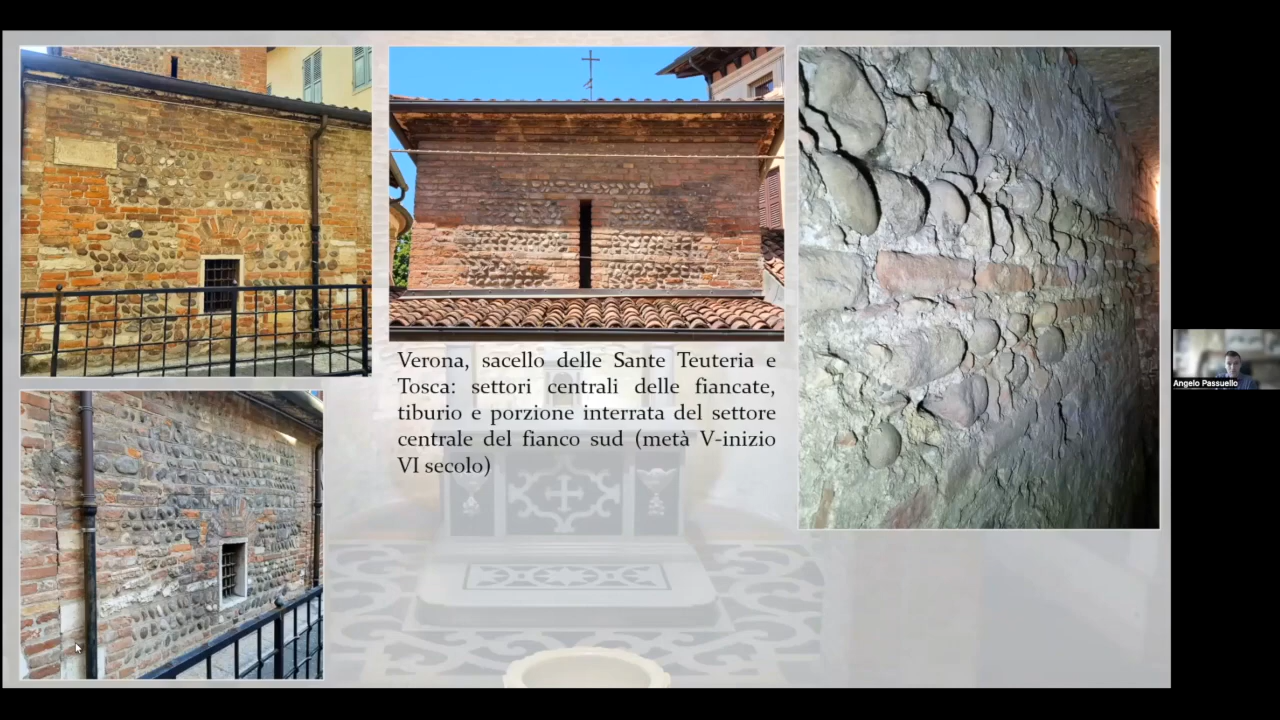 Verona, sacello delle Sante Teuteria e
Tosca: settori centrali delle fiancate,
tiburio e porzione interrata del settore
centrale del fianco sud (metà V-inizio
VI secolo)
Angelo Passuello